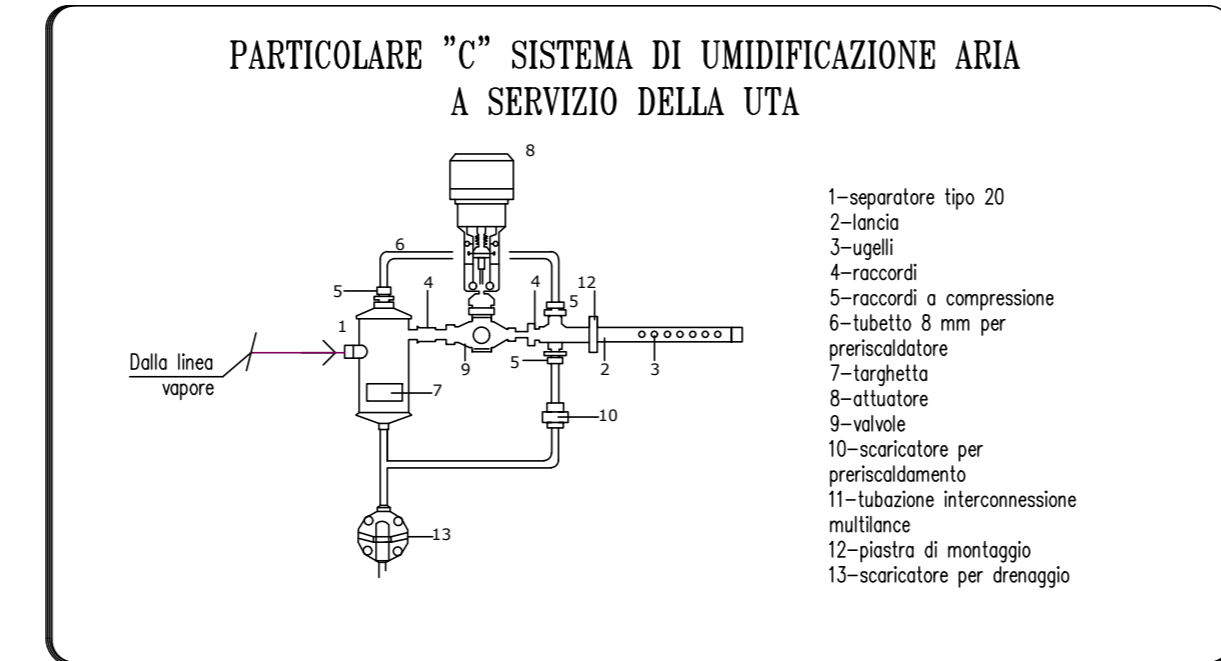 PARTICOLARE "C" SISTEMA DI UMIDIFICAZIONE ARIA
A SERVIZIO DELLA UTA
8
6
5
4
4
12
5
1
Dalla linea
vapore
9
5
2
3
7
10
13
1-separatore tipo 20
2-lancia
3-ugelli
4-raccordi
5-raccordi a compressione
6-tubetto 8 mm per
preriscaldatore
7-targhetta
8-attuatore
9-valvole
10-scaricatore per
preriscaldamento
11-tubazione interconnessione
multilance
12-piastra di montaggio
13-scaricatore per drenaggio